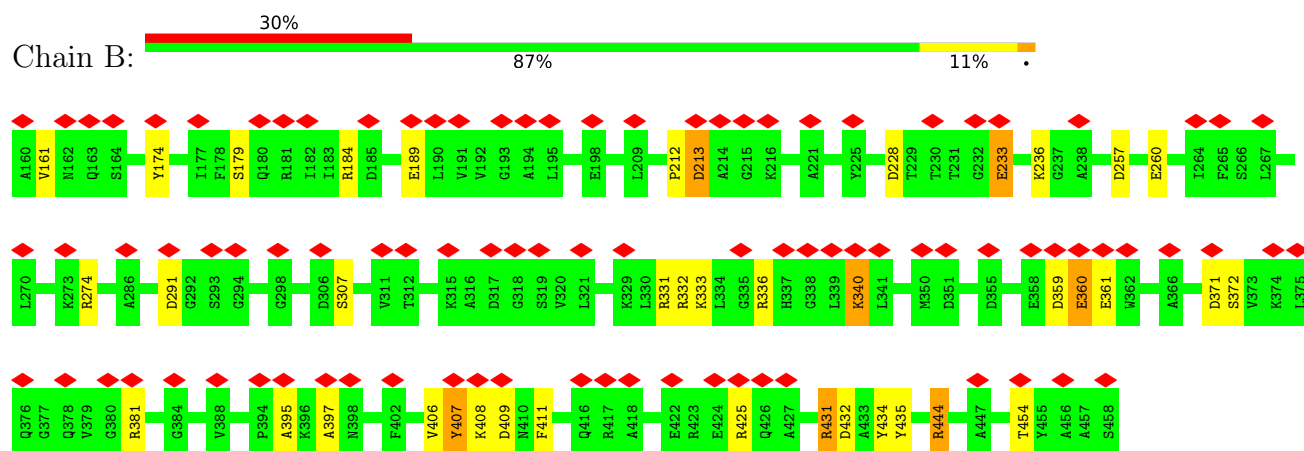 30%
Chain B:
87% 11% •
A160 V161 N162 Q163 S164 Y174 I177 F178 S179 Q180 R181 I182 I183 R184 D185 E189 L190 V191 V192 G193 A194 L195 E198 L209 P212 D213 A214 G215 K216 A221 Y225 D228 T229 T230 T231 G232 E233 K236 G237 A238 D257 E260 I264 F265 S266 L267
L270 K273 R274 A286 D291 G292 S293 G294 G298 D306 S307 V311 T312 K315 A316 D317 G318 S319 V320 L321 K329 L330 R331 R332 K333 L334 G335 R336 H337 G338 L339 K340 L341 M350 D351 D355 E358 D359 E360 E361 W362 A366 D371 S372 V373 K374 L375
Q376 G377 Q378 V379 G380 R381 G384 V388 P394 A395 K396 A397 N398 F402 V406 Y407 K408 D409 N410 F411 Q416 R417 A418 E422 R423 E424 R425 Q426 A427 R431 D432 A433 Y434 Y435 R444 A447 T454 Y455 A456 A457 S458